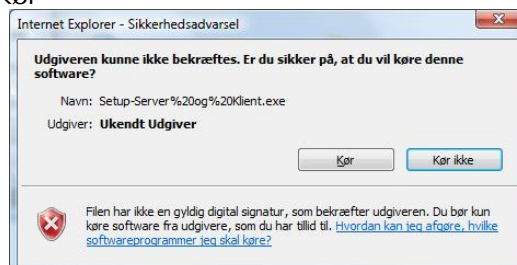 Internet Explorer - Sikkerhedsadvarsel
Udgiveren kunne ikke bekræftes. Er du sikker på, at du vil køre denne
software?
Navn: Setup-Server%20og%20Klient.exe
Udgiver: Ukendt Udgiver
Kør Kør ikke
Filen har ikke en gyldig digital signatur, som bekræfter udgiveren. Du bør kun
køre software fra udgivere, som du har tillid til. Hvordan kan jeg afgøre, hvilke
softwareprogrammer jeg skal køre?